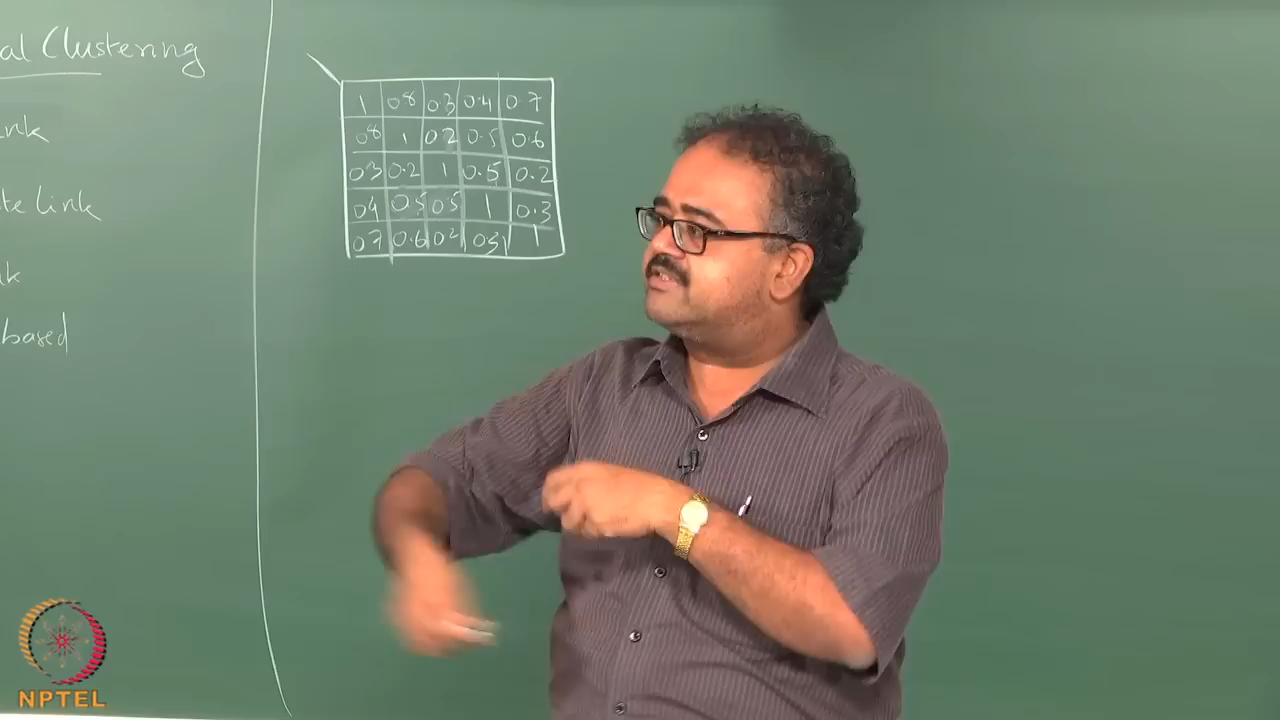 al Clustering
nk
te link
k
based
1 0.8 0.3 0.4 0.7
0.8 1 0.2 0.5 0.6
0.3 0.2 1 0.5 0.2
0.4 0.5 0.5 1 0.3
0.7 0.6 0.2 0.3 1
NPTEL